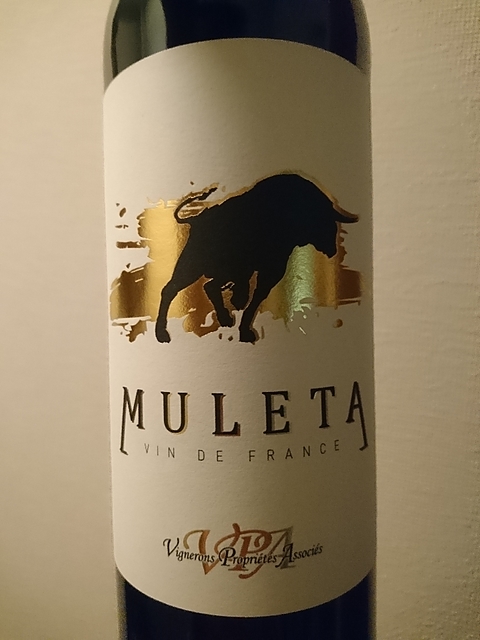 MULETA
VIN DE FRANCE
VPA
Vignerons Propriétés Associés